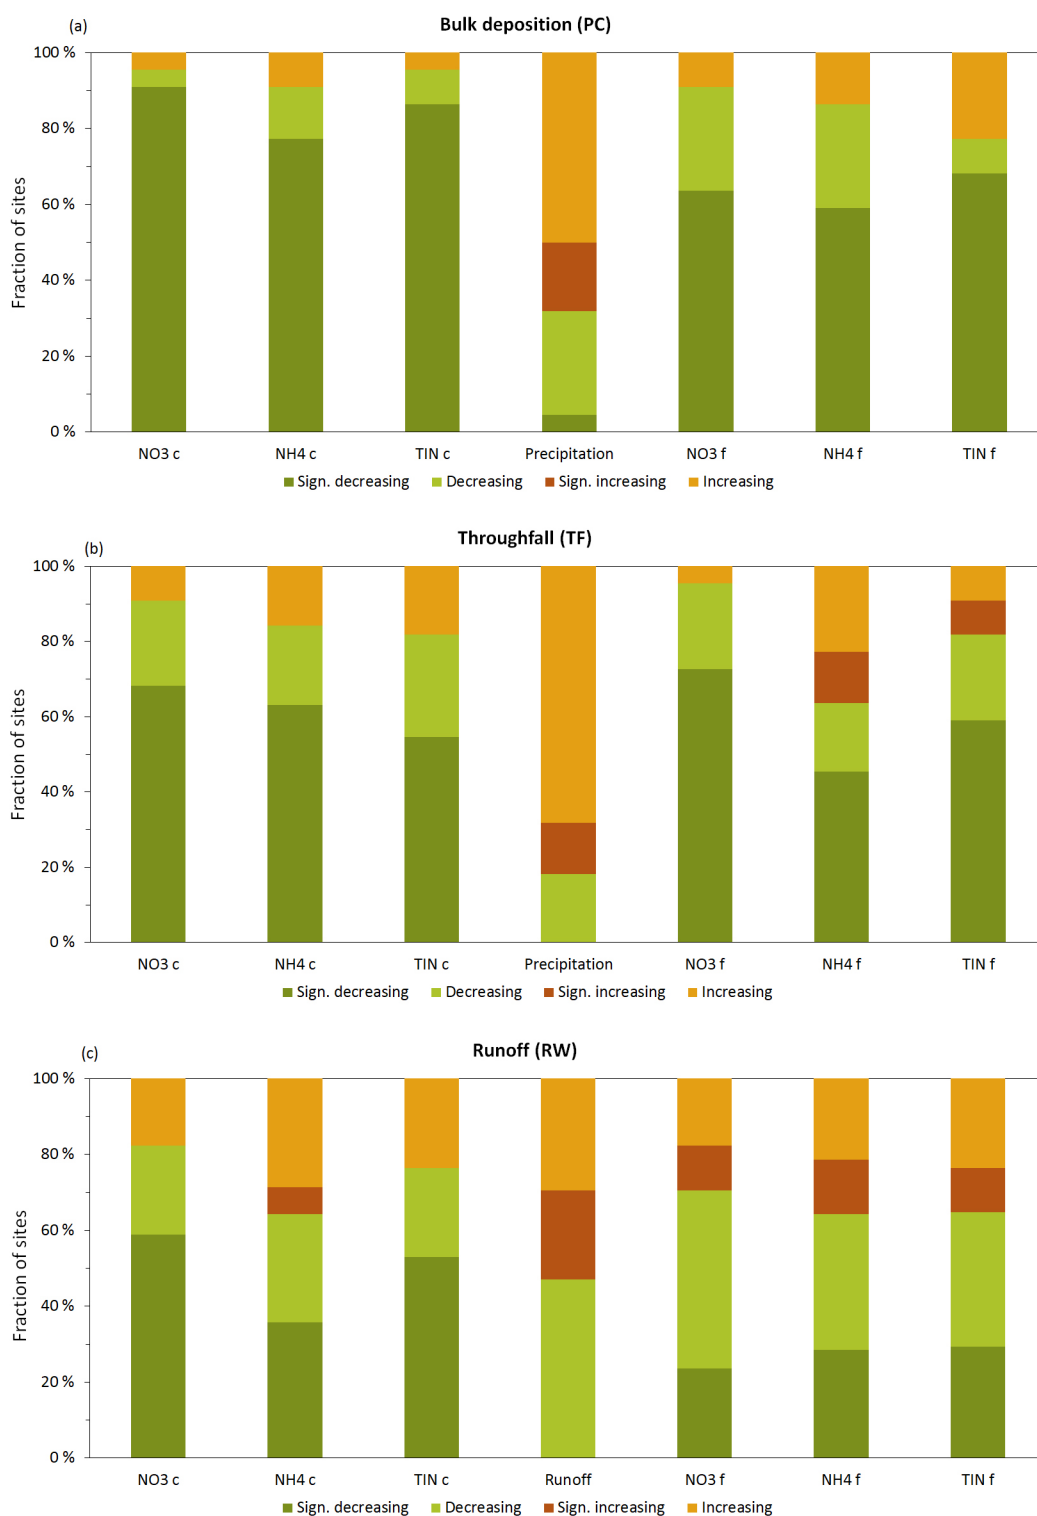 (a)
Bulk deposition (PC)
100 %
80 %
60 %
40 %
20 %
0 %
Fraction of sites
NO3 c NH4 c TIN c Precipitation NO3 f NH4 f TIN f
Sign. decreasing Decreasing Sign. increasing Increasing
(b)
Throughfall (TF)
100 %
80 %
60 %
40 %
20 %
0 %
Fraction of sites
NO3 c NH4 c TIN c Precipitation NO3 f NH4 f TIN f
Sign. decreasing Decreasing Sign. increasing Increasing
(c)
Runoff (RW)
100 %
80 %
60 %
40 %
20 %
0 %
Fraction of sites
NO3 c NH4 c TIN c Runoff NO3 f NH4 f TIN f
Sign. decreasing Decreasing Sign. increasing Increasing